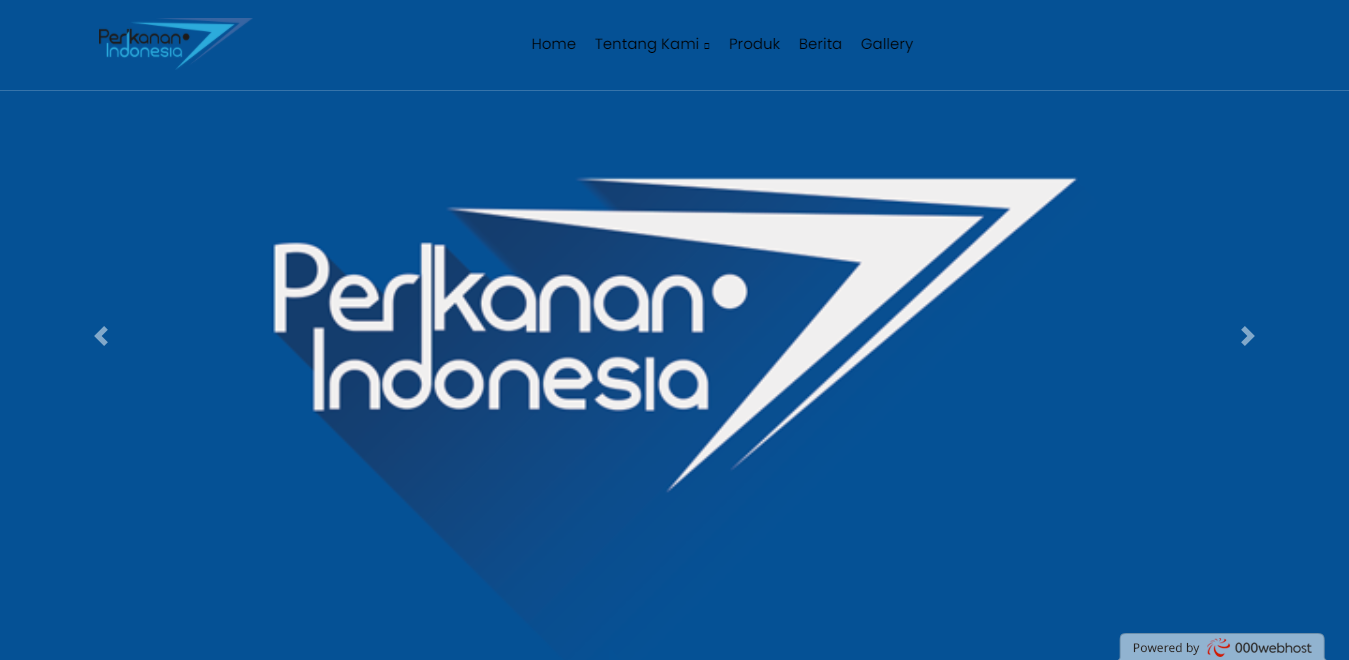 Perikanan
Indonesia
Home Tentang Kami Produk Berita Gallery
Perikanan
Indonesia
Powered by 000webhost